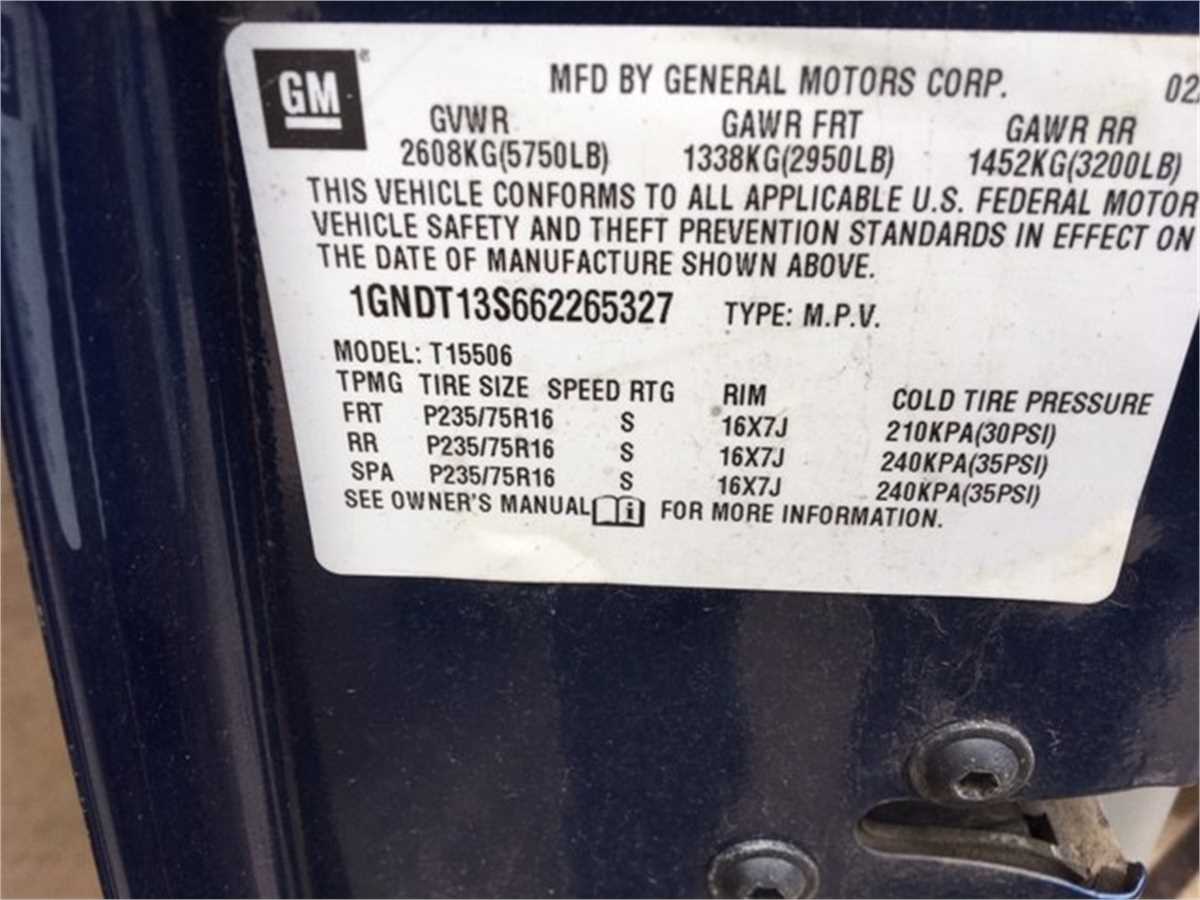 GM ®
MFD BY GENERAL MOTORS CORP. 02
GVWR GAWR FRT GAWR RR
2608KG(5750LB) 1338KG(2950LB) 1452KG(3200LB)
THIS VEHICLE CONFORMS TO ALL APPLICABLE U.S. FEDERAL MOTOR
VEHICLE SAFETY AND THEFT PREVENTION STANDARDS IN EFFECT ON
THE DATE OF MANUFACTURE SHOWN ABOVE.
1GNDT13S662265327 TYPE: M.P.V.
MODEL: T15506
TPMG TIRE SIZE SPEED RTG RIM COLD TIRE PRESSURE
FRT P235/75R16 S 16X7J 210KPA(30PSI)
RR P235/75R16 S 16X7J 240KPA(35PSI)
SPA P235/75R16 S 16X7J 240KPA(35PSI)
SEE OWNER'S MANUAL i FOR MORE INFORMATION.